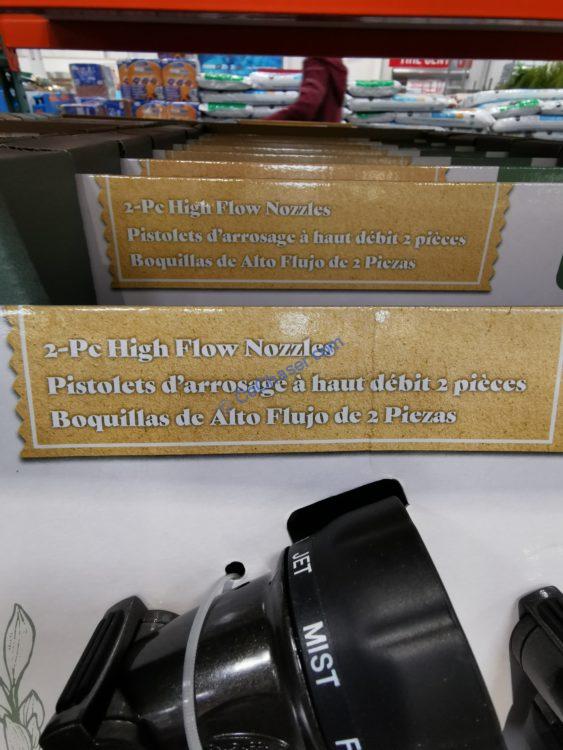 2-Pc High Flow Nozzles
Pistolets d'arrosage à haut débit 2 pièces
Boquillas de Alto Flujo de 2 Piezas
2-Pc High Flow Nozzles
Pistolets d'arrosage à haut débit 2 pièces
Boquillas de Alto Flujo de 2 Piezas
JET
MIST
F